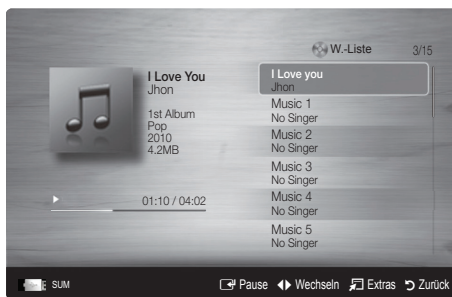 W.-Liste 3/15
I Love You
Jhon
1st Album
Pop
2010
4.2MB
01:10 / 04:02
I Love you
Jhon
Music 1
No Singer
Music 2
No Singer
Music 3
No Singer
Music 4
No Singer
Music 5
No Singer
SUM Pause Wechseln Extras Zurück